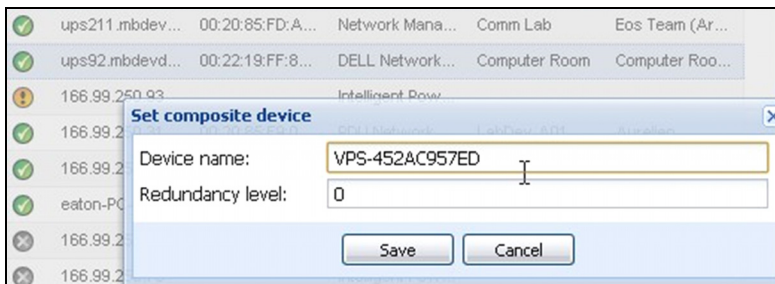 ups211.mbdev... 00:20:85:FD:A... Network Mana... Comm Lab Eos Team (Ar...
ups92.mbdevd... 00:22:19:FF:8... DELL Network... Computer Room Computer Roo...
166.99.250.93 Intelligent Pow...
Set composite device
166.99.2
Device name: VPS-452AC957ED
166.99.2
Redundancy level: 0
eaton-PC
166.99.2
Save Cancel
166.99.2